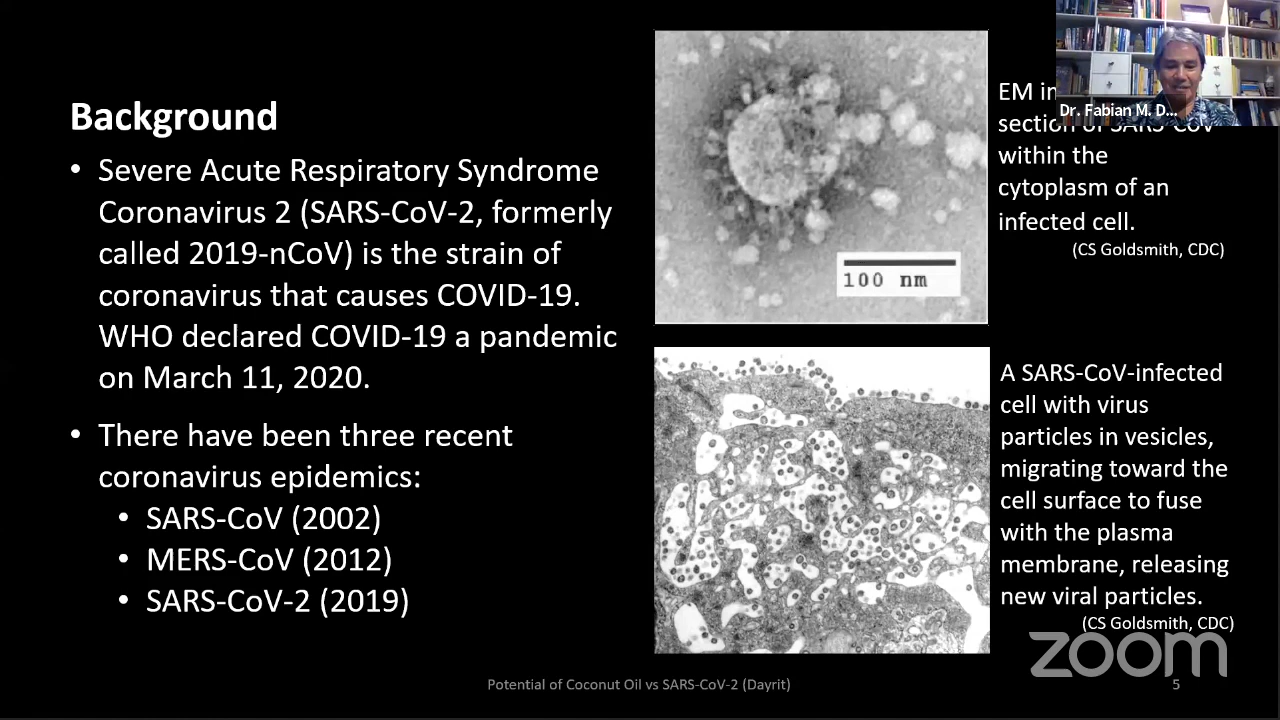 Background
• Severe Acute Respiratory Syndrome
Coronavirus 2 (SARS-CoV-2, formerly
called 2019-nCoV) is the strain of
coronavirus that causes COVID-19.
WHO declared COVID-19 a pandemic
on March 11, 2020.
• There have been three recent
coronavirus epidemics:
• SARS-CoV (2002)
• MERS-CoV (2012)
• SARS-CoV-2 (2019)
100 nm
Dr. Fabian M. D...
EM
section of SARS-CoV
within the
cytoplasm of an
infected cell.
(CS Goldsmith, CDC)
A SARS-CoV-infected
cell with virus
particles in vesicles,
migrating toward the
cell surface to fuse
with the plasma
membrane, releasing
new viral particles.
(CS Goldsmith, CDC)
zoom
Potential of Coconut Oil vs SARS-CoV-2 (Dayrit)
5